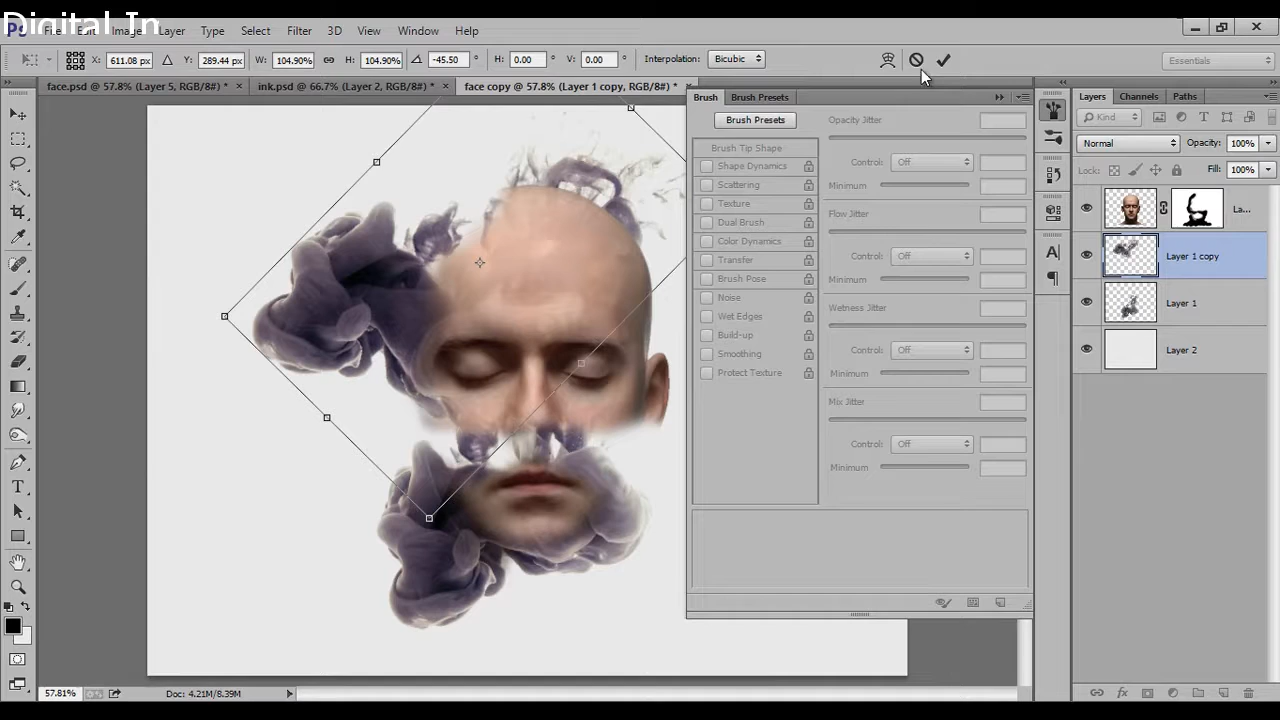 Digital In
Image Type Select Filter 3D View Window Help
X: 611.08 px Y: 289.44 px W: 104.90% H: 104.90% -45.50 ° H: 0.00 ° V: 0.00 ° Interpolation: Bicubic Essentials
face.psd @ 57.8% (Layer 5, RGB/8#) * × ink.psd @ 66.7% (Layer 2, RGB/8#) * × face copy @ 57.8% (Layer 1 copy, RGB/8#) * ×
Brush Brush Presets
Layers Channels Paths
Brush Presets Opacity Jitter
Kind
Brush Tip Shape
Normal Opacity: 100%
Shape Dynamics Control: Off
Lock: Fill: 100%
Scattering Minimum
Texture Flow Jitter
La...
Dual Brush
Color Dynamics
Transfer Control: Off
Layer 1 copy
Brush Pose Minimum
Noise
Wet Edges Wetness Jitter
Layer 1
Build-up
Smoothing Control: Off
Layer 2
Protect Texture Minimum
Mix Jitter
Control: Off
Minimum
57.81% Doc: 4.21M/8.39M